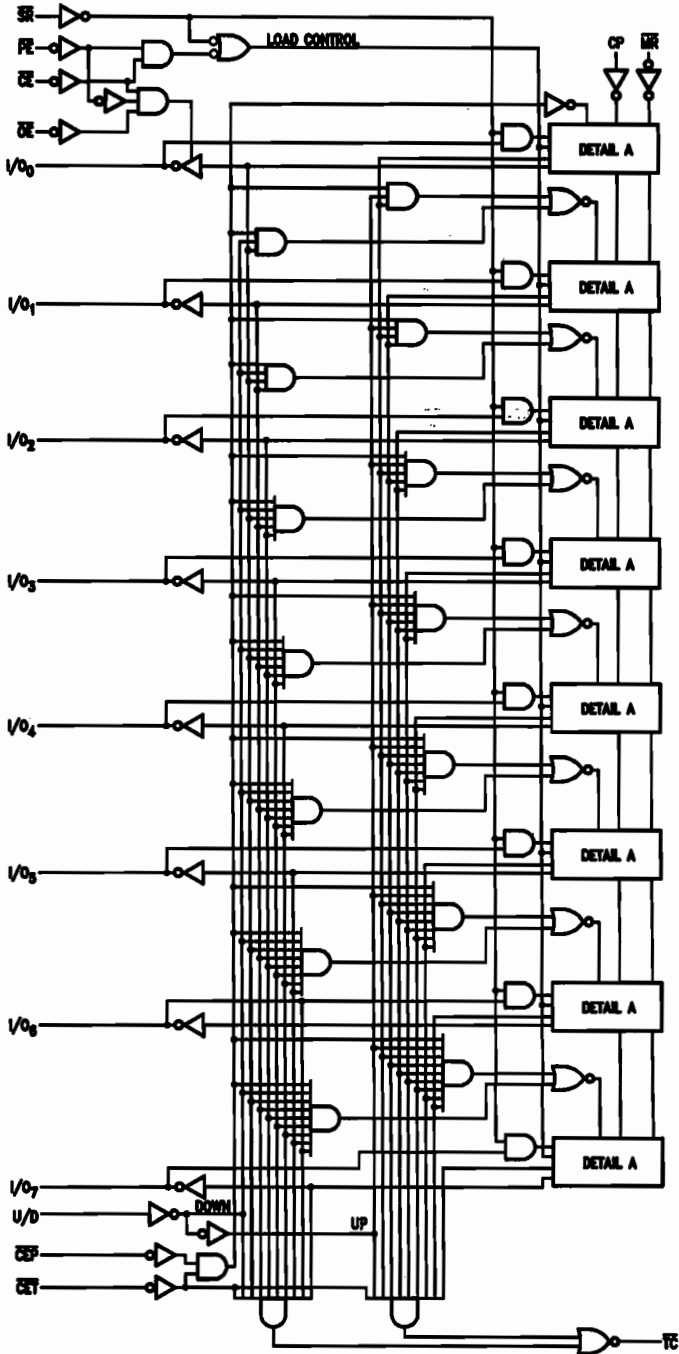 SR
PE
LOAD CONTROL
CP
MR
CE
OE
DETAIL A
I/O0
DETAIL A
I/O1
DETAIL A
I/O2
DETAIL A
I/O3
DETAIL A
I/O4
DETAIL A
I/O5
DETAIL A
I/O6
DETAIL A
I/O7
U/D
DOWN
UP
CEP
CET
TC